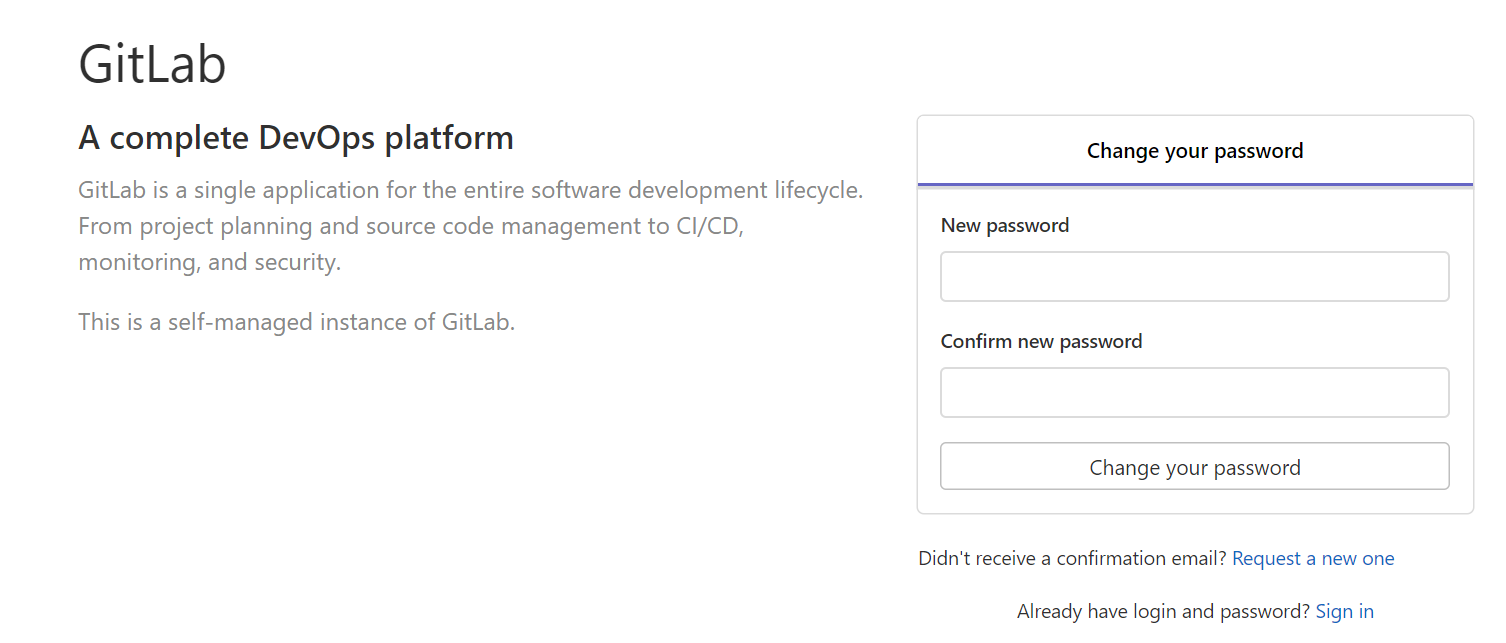 GitLab
A complete DevOps platform
GitLab is a single application for the entire software development lifecycle.
From project planning and source code management to CI/CD,
monitoring, and security.
This is a self-managed instance of GitLab.
Change your password
New password
Confirm new password
Change your password
Didn't receive a confirmation email? Request a new one
Already have login and password? Sign in